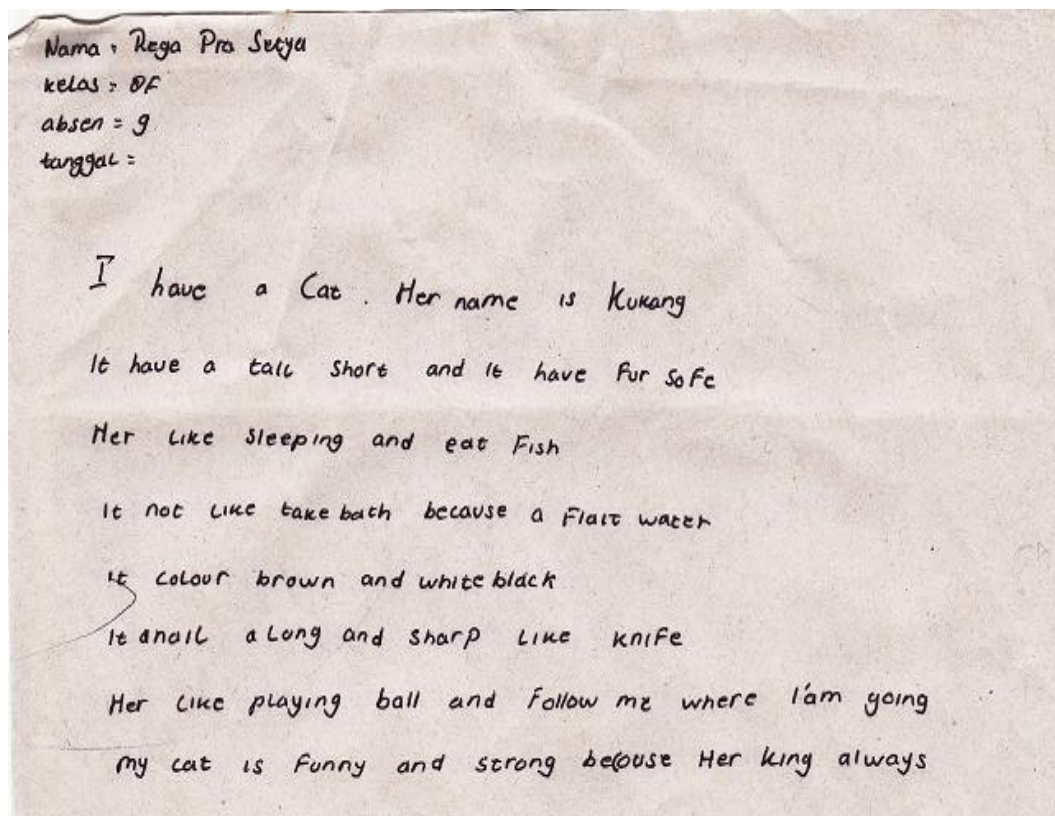 Nama : Rega Pra Setya
kelas : 8F
absen = 9
tanggal =
I have a Cat . Her name is Kukang
It have a tail short and it have fur soft
Her like sleeping and eat Fish
It not like take bath because a Flait water
it colour brown and white black
It anail a Long and sharp like knife
Her like playing ball and follow me where I'am going
my cat is funny and strong because Her king always